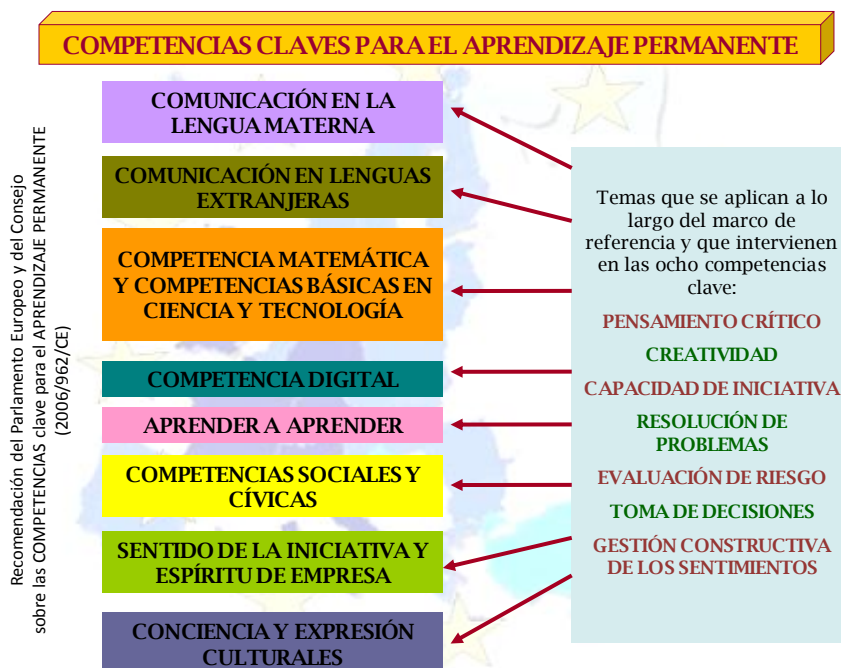 COMPETENCIAS CLAVES PARA EL APRENDIZAJE PERMANENTE
Recomendación del Parlamento Europeo y del Consejo
sobre las COMPETENCIAS clave para el APRENDIZAJE PERMANENTE
(2006/962/CE)
COMUNICACIÓN EN LA
LENGUA MATERNA
COMUNICACIÓN EN LENGUAS
EXTRANJERAS
COMPETENCIA MATEMÁTICA
Y COMPETENCIAS BÁSICAS EN
CIENCIA Y TECNOLOGÍA
COMPETENCIA DIGITAL
APRENDER A APRENDER
COMPETENCIAS SOCIALES Y
CÍVICAS
SENTIDO DE LA INICIATIVA Y
ESPÍRITU DE EMPRESA
CONCIENCIA Y EXPRESIÓN
CULTURALES
Temas que se aplican a lo
largo del marco de
referencia y que intervienen
en las ocho competencias
clave:
PENSAMIENTO CRÍTICO
CREATIVIDAD
CAPACIDAD DE INICIATIVA
RESOLUCIÓN DE
PROBLEMAS
EVALUACIÓN DE RIESGO
TOMA DE DECISIONES
GESTIÓN CONSTRUCTIVA
DE LOS SENTIMIENTOS